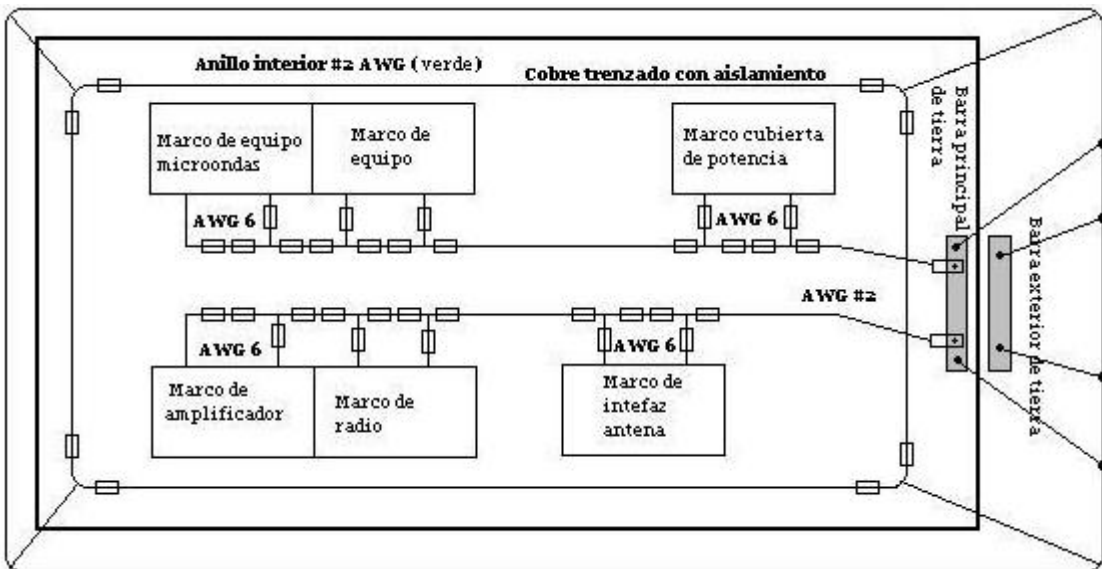 Anillo interior #2 AWG (verde)
Cobre trenzado con aislamiento
Marco de equipo
microondas
Marco de
equipo
Marco cubierta
de potencia
Barra principal
de tierra
AWG 6
AWG 6
Barra exterior de tierra
AWG #2
AWG 6
AWG 6
Marco de
amplificador
Marco de
radio
Marco de
intefaz
antena